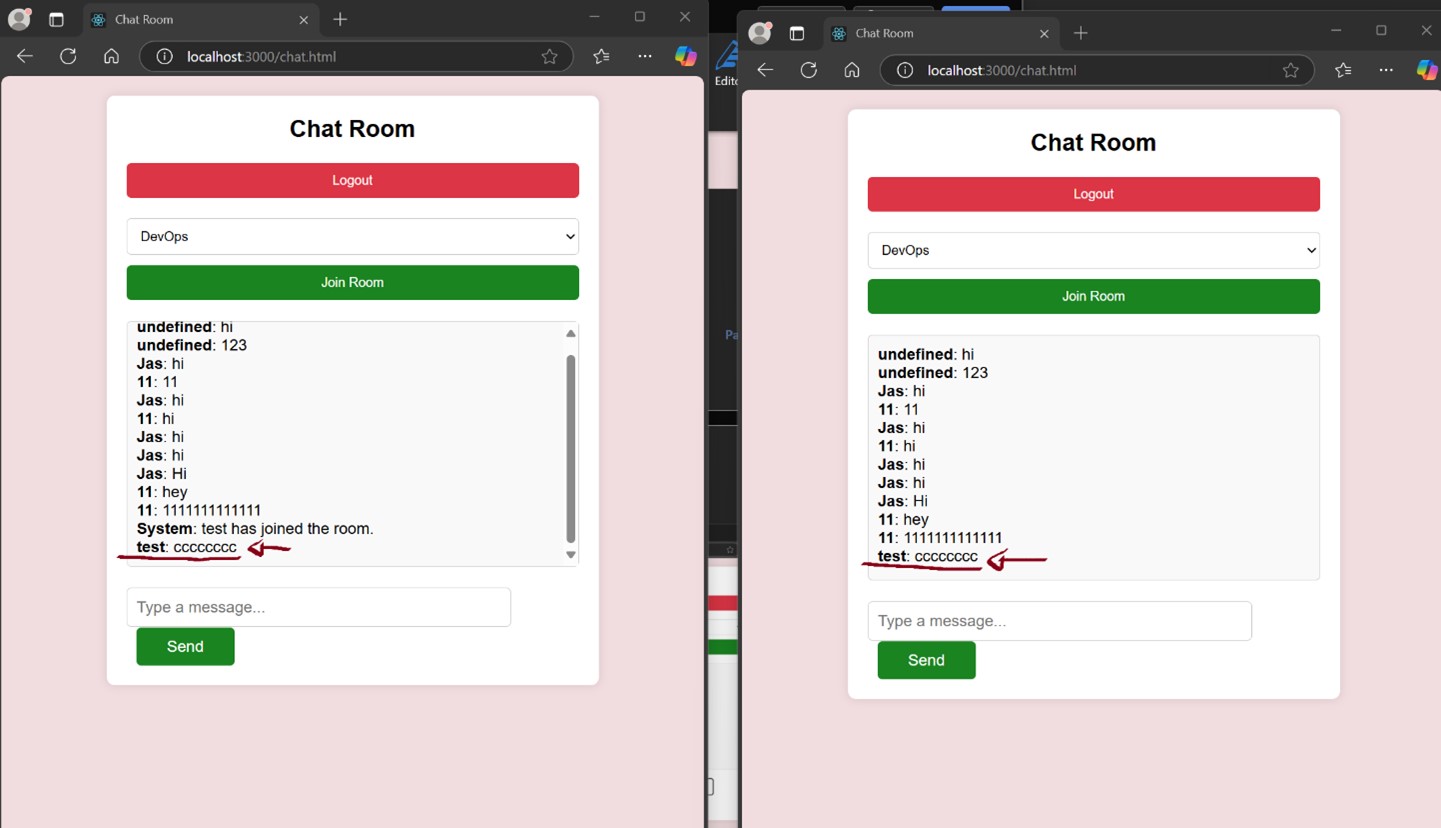 Chat Room
localhost:3000/chat.html
Chat Room
Logout
DevOps
Join Room
undefined: hi
undefined: 123
Jas: hi
11: 11
Jas: hi
11: hi
Jas: hi
Jas: hi
Jas: Hi
11: hey
11: 1111111111111
System: test has joined the room.
test: cccccccc
Type a message...
Send
Edito
Pa
Chat Room
localhost:3000/chat.html
Chat Room
Logout
DevOps
Join Room
undefined: hi
undefined: 123
Jas: hi
11: 11
Jas: hi
11: hi
Jas: hi
Jas: hi
Jas: Hi
11: hey
11: 1111111111111
test: cccccccc
Type a message...
Send